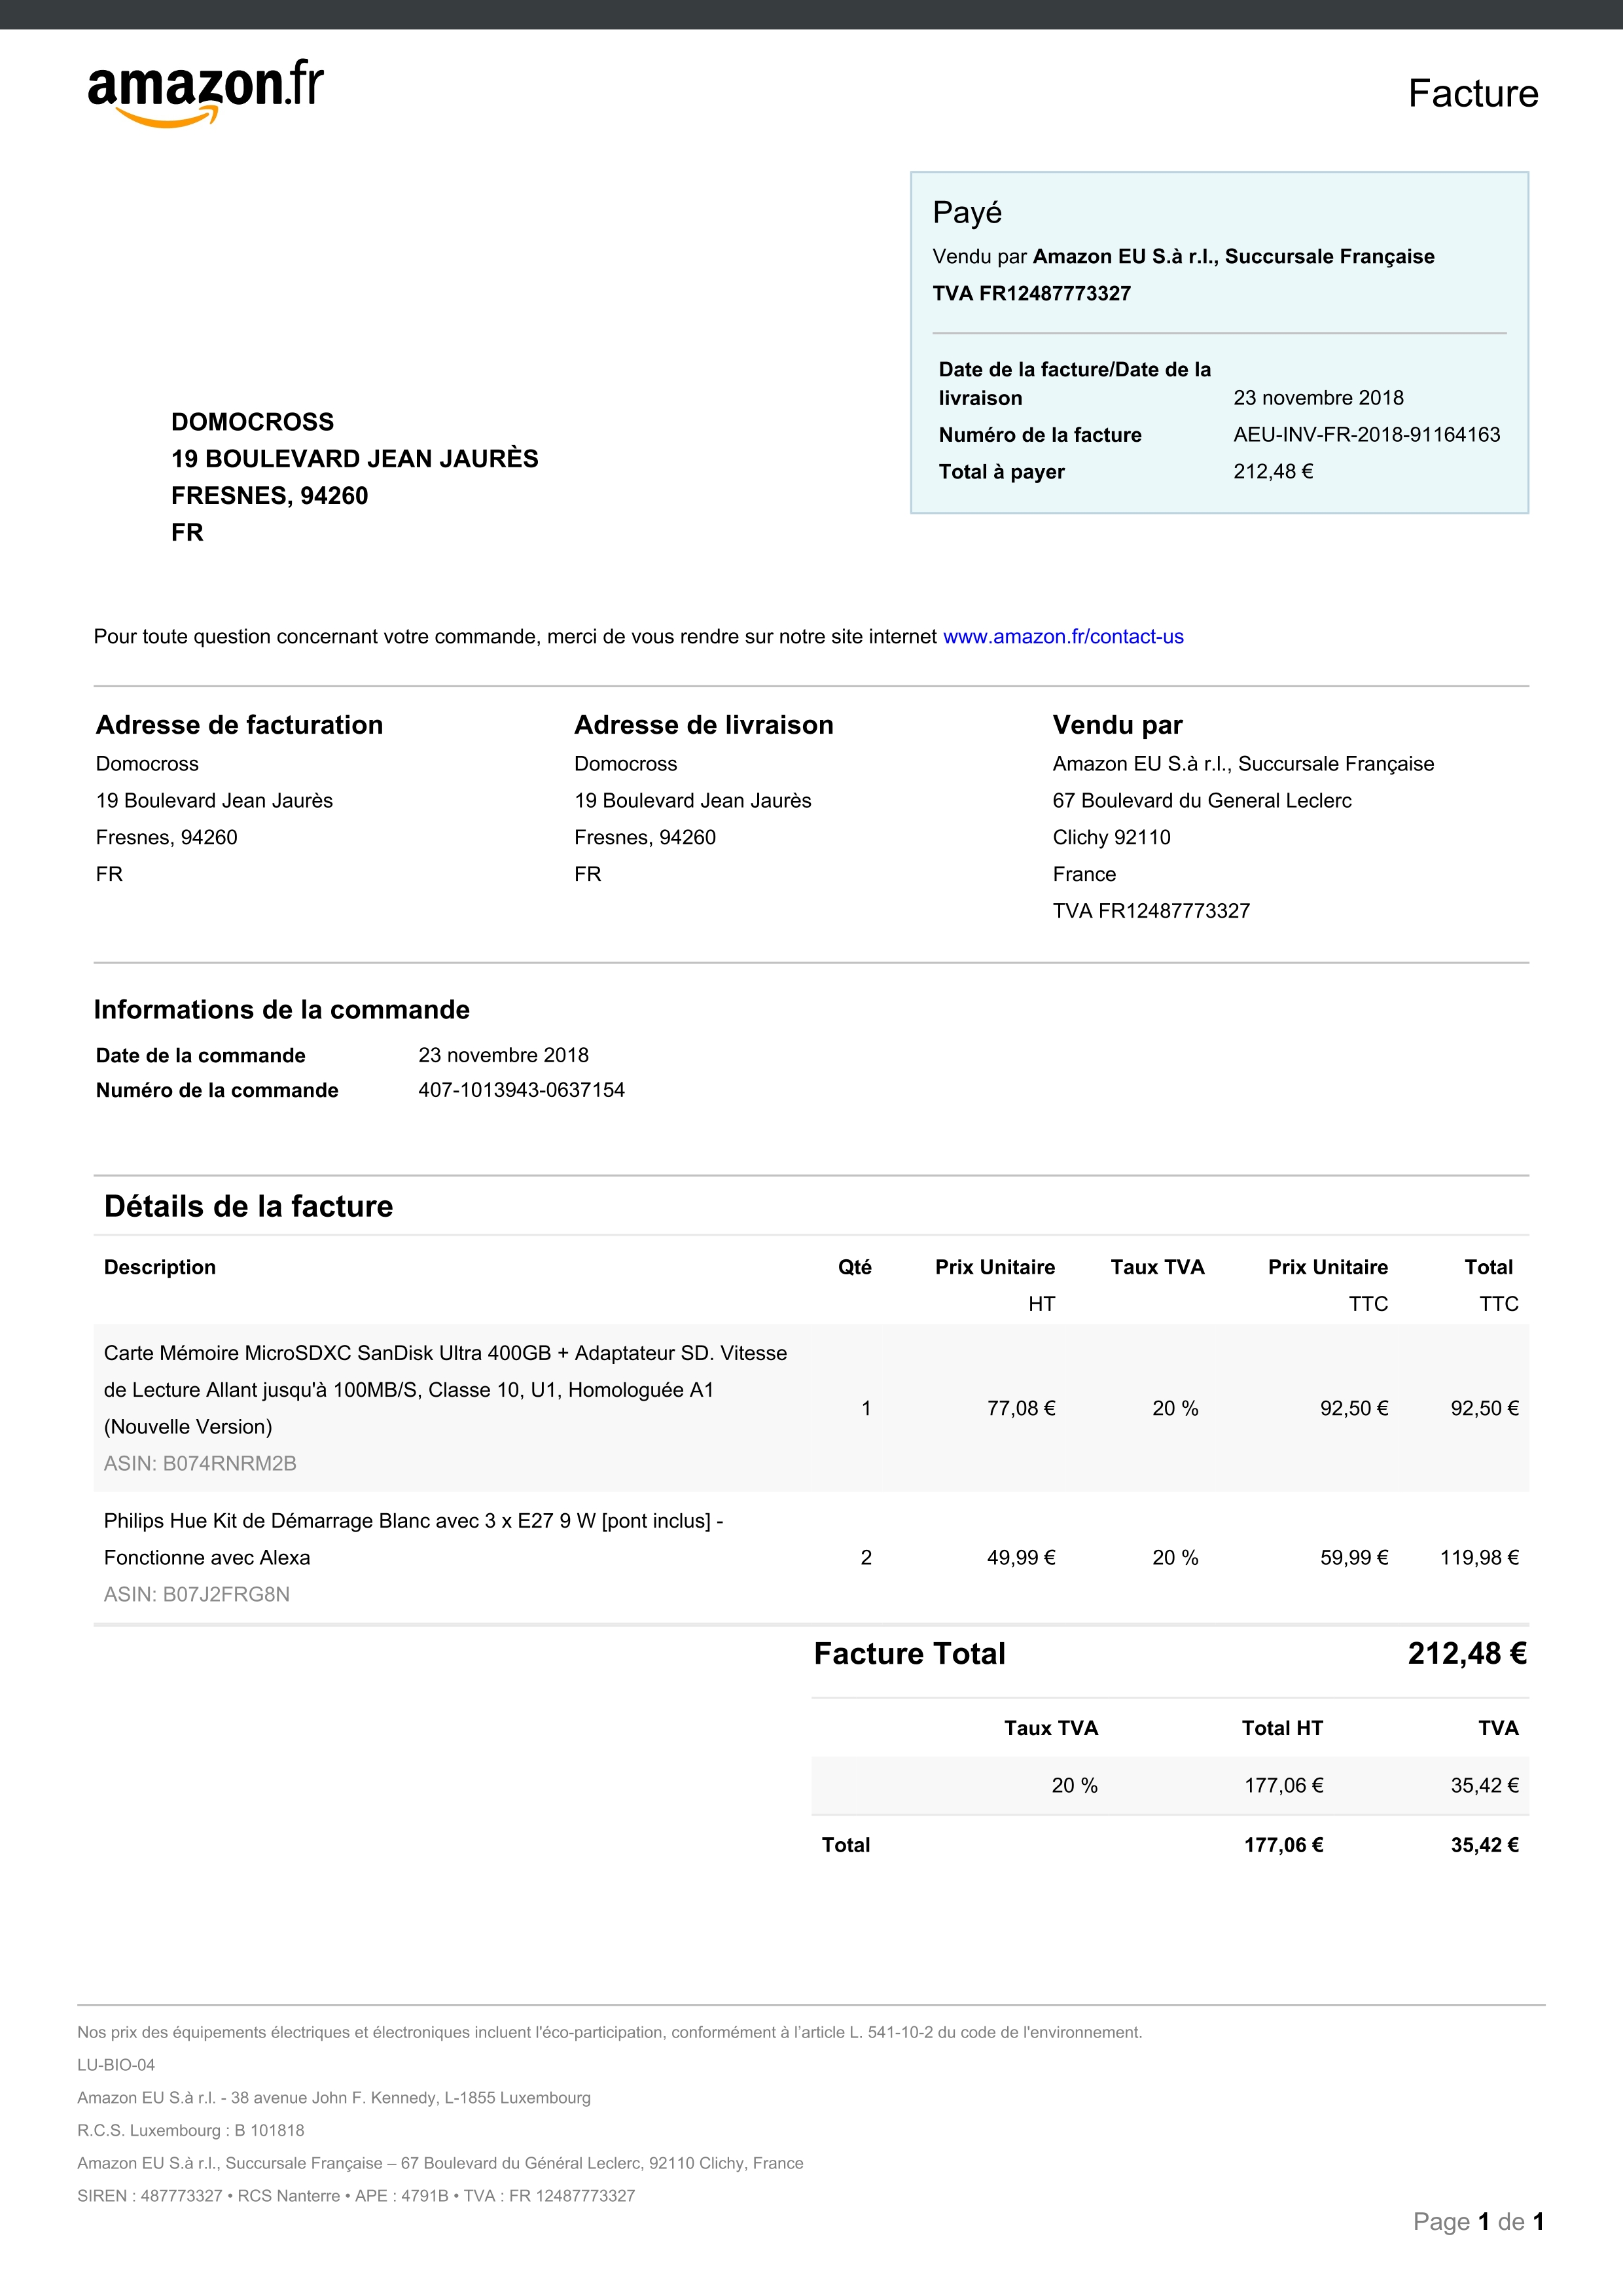 amazon.fr
Facture
Payé
Vendu par Amazon EU S.à r.l., Succursale Française
TVA FR12487773327
Date de la facture/Date de la
livraison 23 novembre 2018
Numéro de la facture AEU-INV-FR-2018-91164163
Total à payer 212,48 €
DOMOCROSS
19 BOULEVARD JEAN JAURÈS
FRESNES, 94260
FR
Pour toute question concernant votre commande, merci de vous rendre sur notre site internet www.amazon.fr/contact-us
Adresse de facturation
Domocross
19 Boulevard Jean Jaurès
Fresnes, 94260
FR
Adresse de livraison
Domocross
19 Boulevard Jean Jaurès
Fresnes, 94260
FR
Vendu par
Amazon EU S.à r.l., Succursale Française
67 Boulevard du General Leclerc
Clichy 92110
France
TVA FR12487773327
Informations de la commande
Date de la commande 23 novembre 2018
Numéro de la commande 407-1013943-0637154
Détails de la facture
Description Qté Prix Unitaire Taux TVA Prix Unitaire Total
HT TTC TTC
Carte Mémoire MicroSDXC SanDisk Ultra 400GB + Adaptateur SD. Vitesse
de Lecture Allant jusqu'à 100MB/S, Classe 10, U1, Homologuée A1
(Nouvelle Version)
ASIN: B074RNRM2B
1 77,08 € 20 % 92,50 € 92,50 €
Philips Hue Kit de Démarrage Blanc avec 3 x E27 9 W [pont inclus] -
Fonctionne avec Alexa 2 49,99 € 20 % 59,99 € 119,98 €
ASIN: B07J2FRG8N
Facture Total 212,48 €
Taux TVA Total HT TVA
20 % 177,06 € 35,42 €
Total 177,06 € 35,42 €
Nos prix des équipements électriques et électroniques incluent l'éco-participation, conformément à l’article L. 541-10-2 du code de l'environnement.
LU-BIO-04
Amazon EU S.à r.l. - 38 avenue John F. Kennedy, L-1855 Luxembourg
R.C.S. Luxembourg : B 101818
Amazon EU S.à r.l., Succursale Française – 67 Boulevard du Général Leclerc, 92110 Clichy, France
SIREN : 487773327 • RCS Nanterre • APE : 4791B • TVA : FR 12487773327
Page 1 de 1